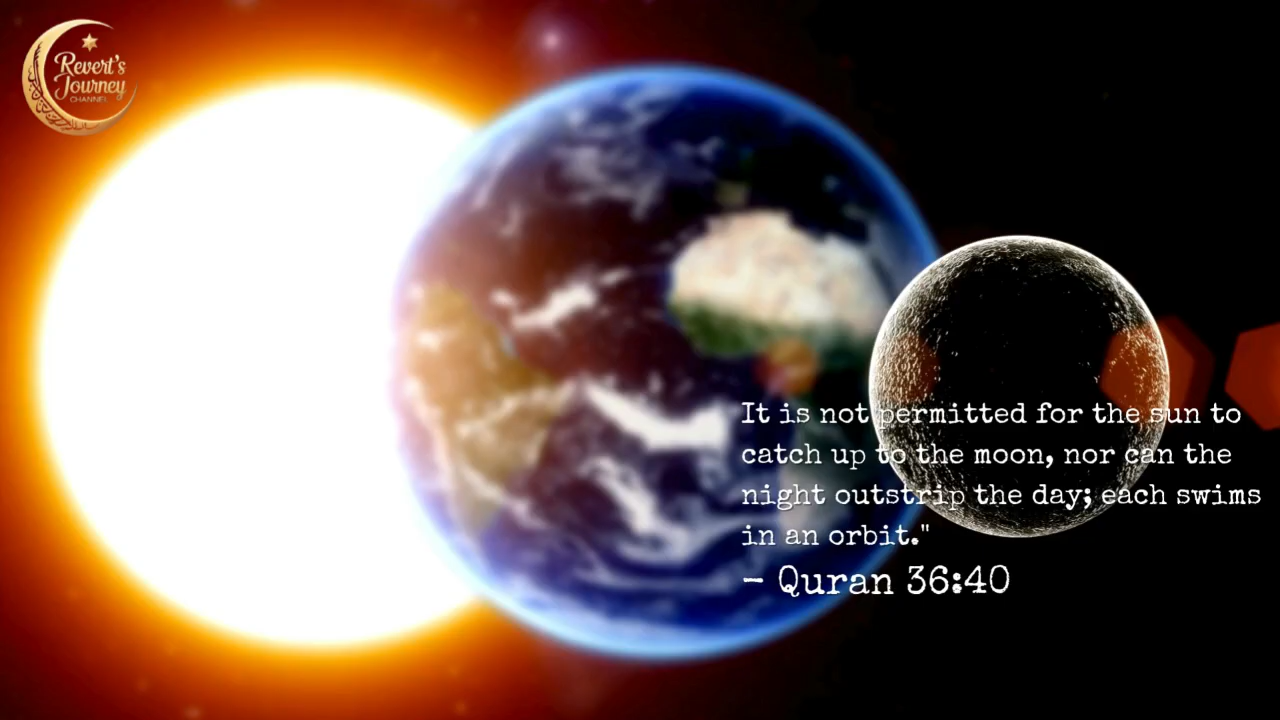 Revert's
Journey
CHANNEL
It is not permitted for the sun to
catch up to the moon, nor can the
night outstrip the day; each swims
in an orbit."
– Quran 36:40